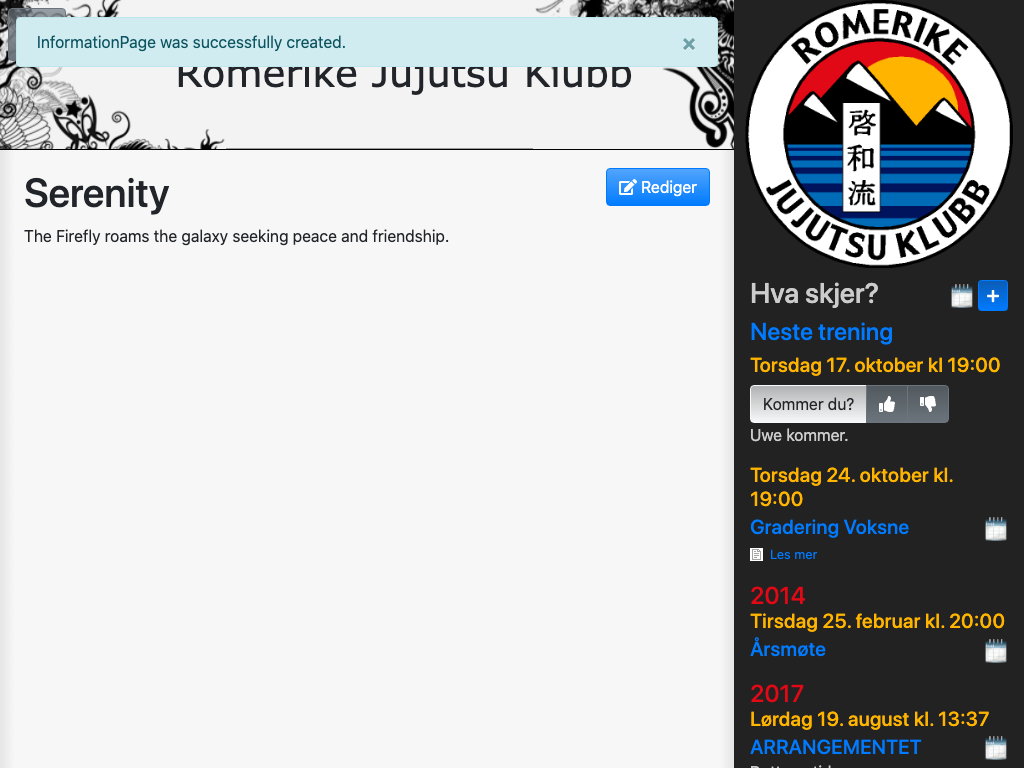 InformationPage was successfully created.
×
Romerike Jujutsu Klubb
Serenity
Rediger
The Firefly roams the galaxy seeking peace and friendship.
ROMERIKE
啓和流
JUJUTSU KLUBB
Hva skjer?
+
Neste trening
Torsdag 17. oktober kl 19:00
Kommer du?
Uwe kommer.
Torsdag 24. oktober kl.
19:00
Gradering Voksne
Les mer
2014
Tirsdag 25. februar kl. 20:00
Årsmøte
2017
Lørdag 19. august kl. 13:37
ARRANGEMENTET